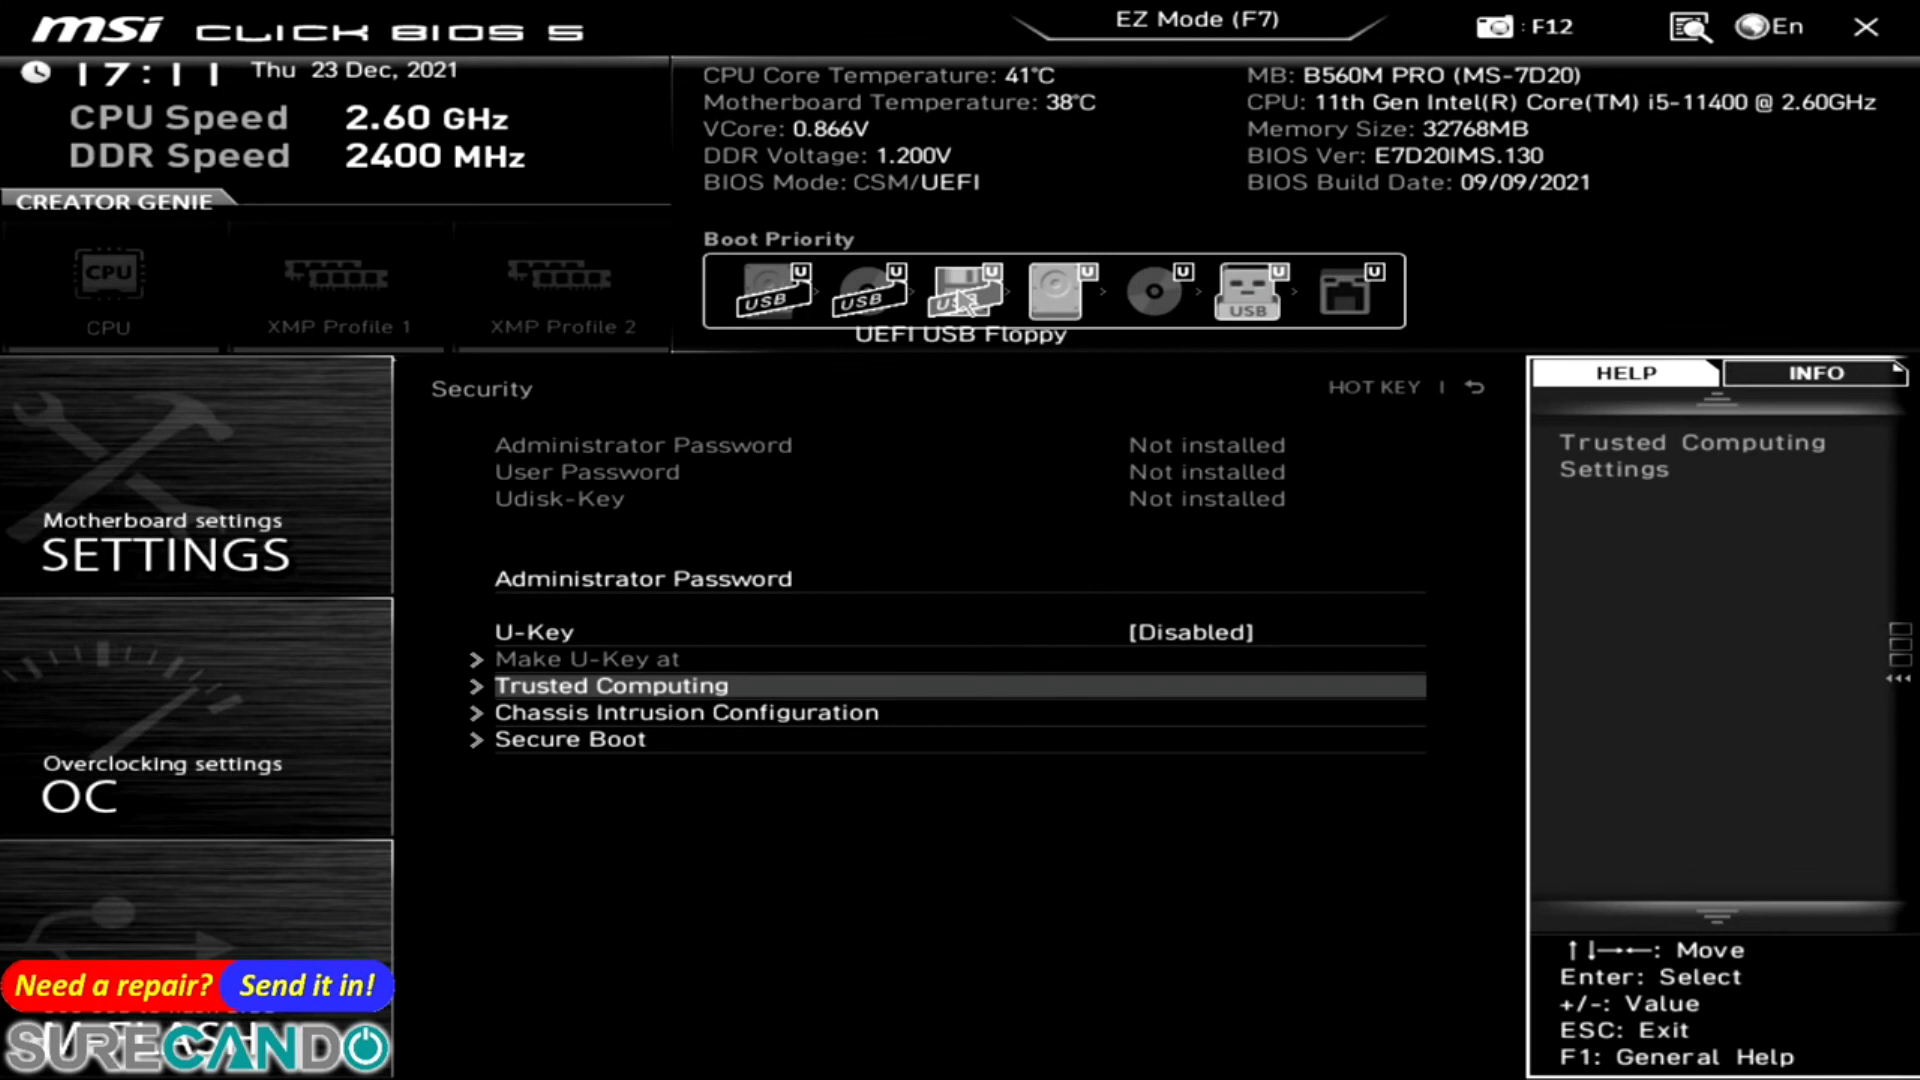 msi CLICK BIOS 5
EZ Mode (F7)
: F12
En
17:11 Thu 23 Dec, 2021
CPU Speed 2.60 GHz
DDR Speed 2400 MHz
CPU Core Temperature: 41°C
Motherboard Temperature: 38°C
VCore: 0.866V
DDR Voltage: 1.200V
BIOS Mode: CSM/UEFI
MB: B560M PRO (MS-7D20)
CPU: 11th Gen Intel(R) Core(TM) i5-11400 @ 2.60GHz
Memory Size: 32768MB
BIOS Ver: E7D20IMS.130
BIOS Build Date: 09/09/2021
CREATOR GENIE
CPU
CPU
XMP Profile 1
XMP Profile 2
Boot Priority
U U U U U U U
USB USB USB USB
UEFI USB Floppy
Motherboard settings
SETTINGS
Overclocking settings
OC
Security
HOT KEY |
Administrator Password Not installed
User Password Not installed
Udisk-Key Not installed
Administrator Password
U-Key [Disabled]
> Make U-Key at
> Trusted Computing
> Chassis Intrusion Configuration
> Secure Boot
HELP
INFO
Trusted Computing
Settings
↑↓→←: Move
Enter: Select
+/-: Value
ESC: Exit
F1: General Help
Need a repair? Send it in!
SURECANDO